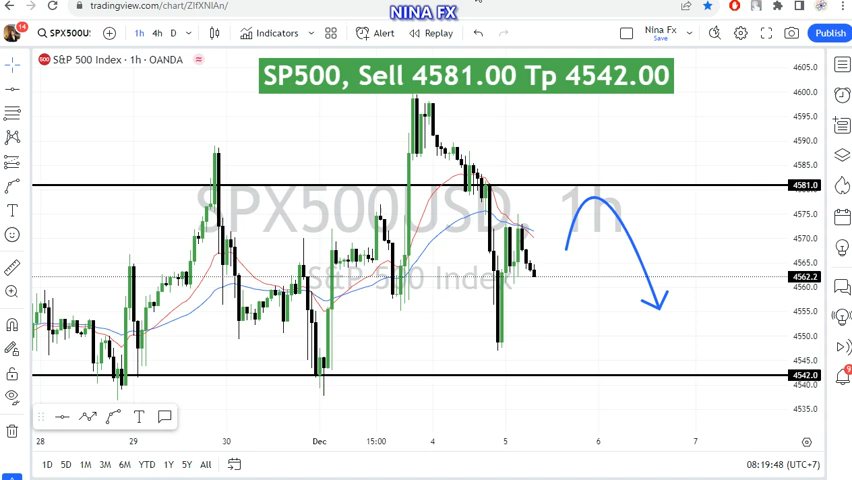 NINA FX
tradingview.com/chart/ZIfXNIAn/
14
SPX500U
1h 4h D
Indicators
Alert
Replay
Nina Fx
Save
Publish
500 S&P 500 Index · 1h · OANDA
SP500, Sell 4581.00 Tp 4542.00
SPX500USD, 1h
S&P 500 Index
4605.0
4600.0
4595.0
4590.0
4585.0
4581.0
4575.0
4570.0
4565.0
4562.2
4560.0
4555.0
4550.0
4545.0
4542.0
4535.0
28 29 30 Dec 15:00 4 5 6 7
1D 5D 1M 3M 6M YTD 1Y 5Y All
08:19:48 (UTC+7)
9